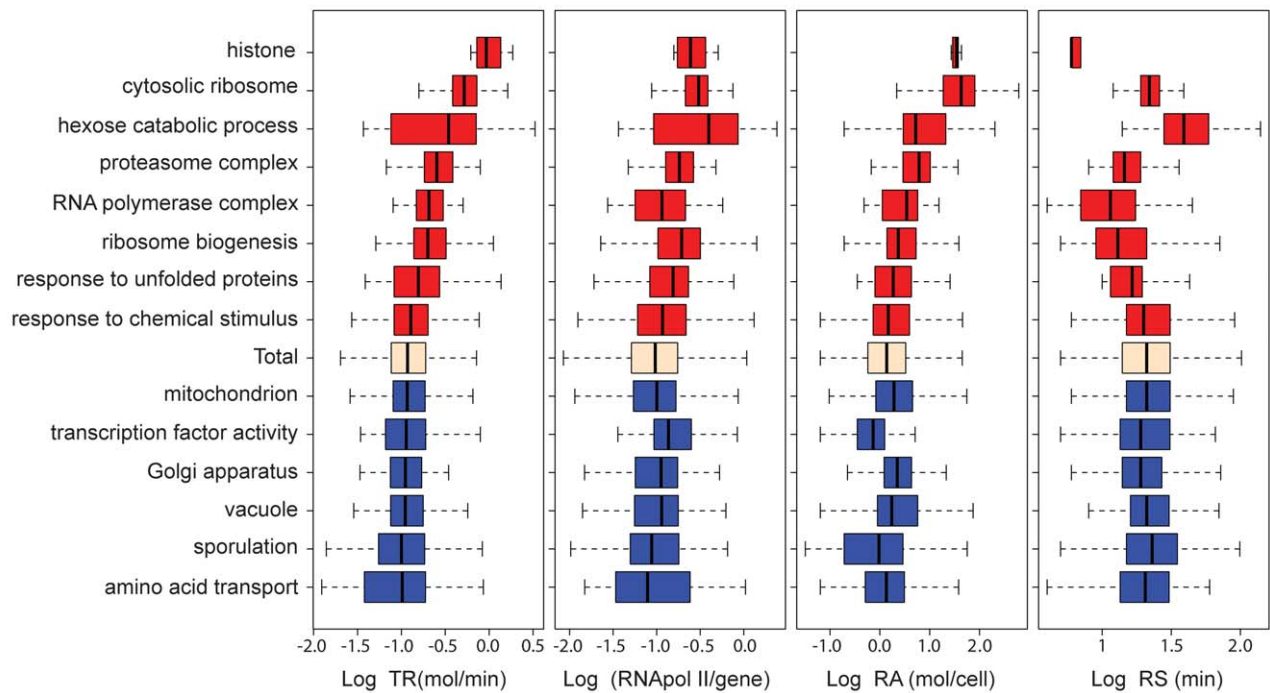 histone
cytosolic ribosome
hexose catabolic process
proteasome complex
RNA polymerase complex
ribosome biogenesis
response to unfolded proteins
response to chemical stimulus
Total
mitochondrion
transcription factor activity
Golgi apparatus
vacuole
sporulation
amino acid transport
-2.0 -1.5 -1.0 -0.5 0.0 0.5
-2.0 -1.5 -1.0 -0.5 0.0
-1.0 0.0 1.0 2.0
1 1.5 2.0
Log TR(mol/min)
Log (RNApol II/gene)
Log RA (mol/cell)
Log RS (min)